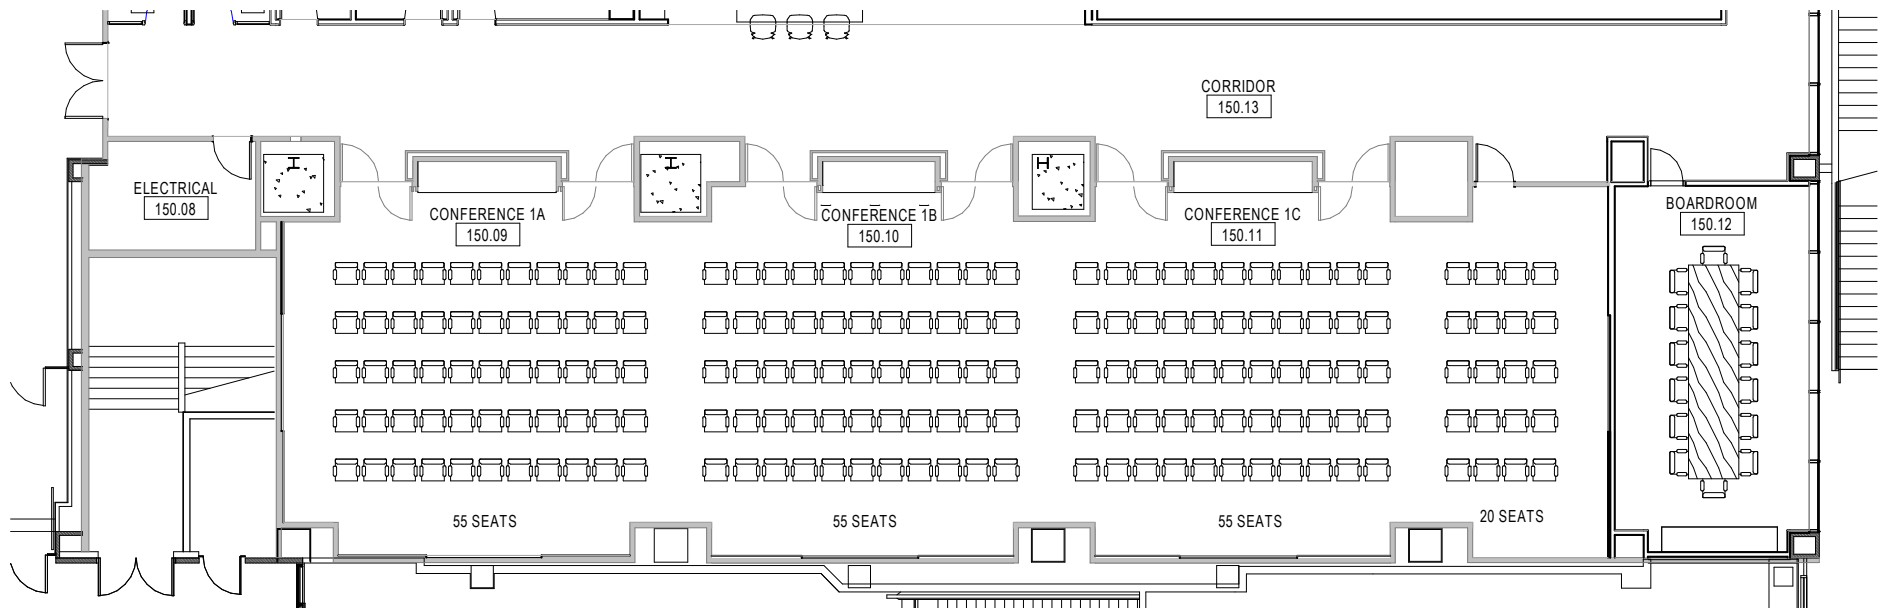 CORRIDOR
150.13
ELECTRICAL
150.08
CONFERENCE 1A
150.09
CONFERENCE 1B
150.10
CONFERENCE 1C
150.11
BOARDROOM
150.12
55 SEATS
55 SEATS
55 SEATS
20 SEATS